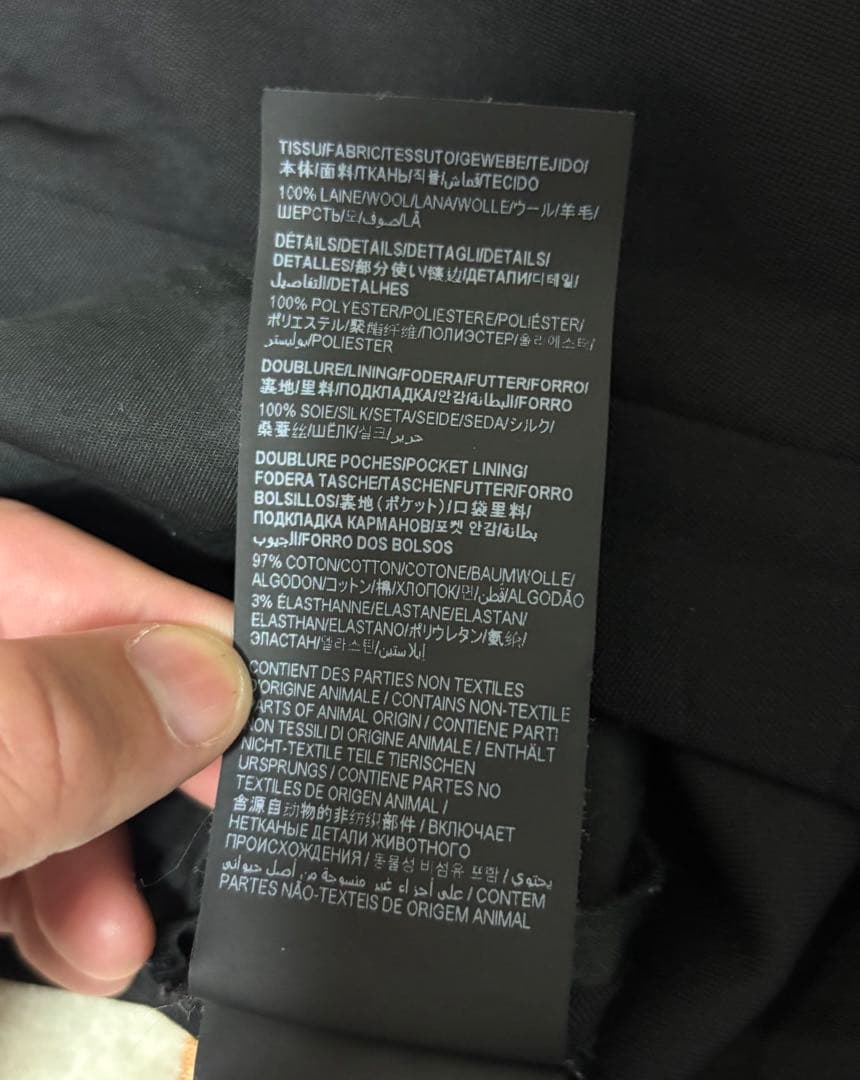 TISSU/FABRIC/TESSUTO/GEWEBE/TEJIDO/
本体/面料/ТКАНЬ/직물/قماش/TECIDO
100% LAINE/WOOL/LANA/WOLLE/ウール/羊毛/
ШЕРСТЬ/모/صوف/LÃ
DÉTAILS/DETAILS/DETTAGLI/DETAILS/
DETALLES/部分使い/镶边/ДЕТАЛИ/디테일/
التفاصيل/DETALHES
100% POLYESTER/POLIESTERE/POLIÉSTER/
ポリエステル/聚酯纤维/ПОЛИЭСТЕР/폴리에스터/
بوليستر/POLIESTER
DOUBLURE/LINING/FODERA/FUTTER/FORRO/
裏地/里料/ПОДКЛАДКА/안감/البطانة/FORRO
100% SOIE/SILK/SETA/SEIDE/SEDA/シルク/
桑蚕丝/ШЁЛК/실크/حرير
DOUBLURE POCHES/POCKET LINING/
FODERA TASCHE/TASCHENFUTTER/FORRO
BOLSILLOS/裏地(ポケット)/口袋里料/
ПОДКЛАДКА КАРМАНОВ/포켓 안감/بطانة
الجيوب/FORRO DOS BOLSOS
97% COTON/COTTON/COTONE/BAUMWOLLE/
ALGODON/コットン/棉/ХЛОПОК/면/قطن/ALGODÃO
3% ÉLASTHANNE/ELASTANE/ELASTAN/
ELASTHAN/ELASTANO/ポリウレタン/氨纶/
ЭЛАСТАН/엘라스틴/إيلاستين
CONTIENT DES PARTIES NON TEXTILES
D'ORIGINE ANIMALE / CONTAINS NON-TEXTILE
ARTS OF ANIMAL ORIGIN / CONTIENE PARTI
ON TESSILI DI ORIGINE ANIMALE / ENTHÄLT
NICHT-TEXTILE TEILE TIERISCHEN
URSPRUNGS / CONTIENE PARTES NO
TEXTILES DE ORIGEN ANIMAL /
含源自动物的非纺织部件 / ВКЛЮЧАЕТ
НЕТКАНЫЕ ДЕТАЛИ ЖИВОТНОГО
ПРОИСХОЖДЕНИЯ / 동물성 비섬유 포함 / يحتوي
على أجزاء غير منسوجة من أصل حيواني / CONTEM
PARTES NÃO-TEXTEIS DE ORIGEM ANIMAL